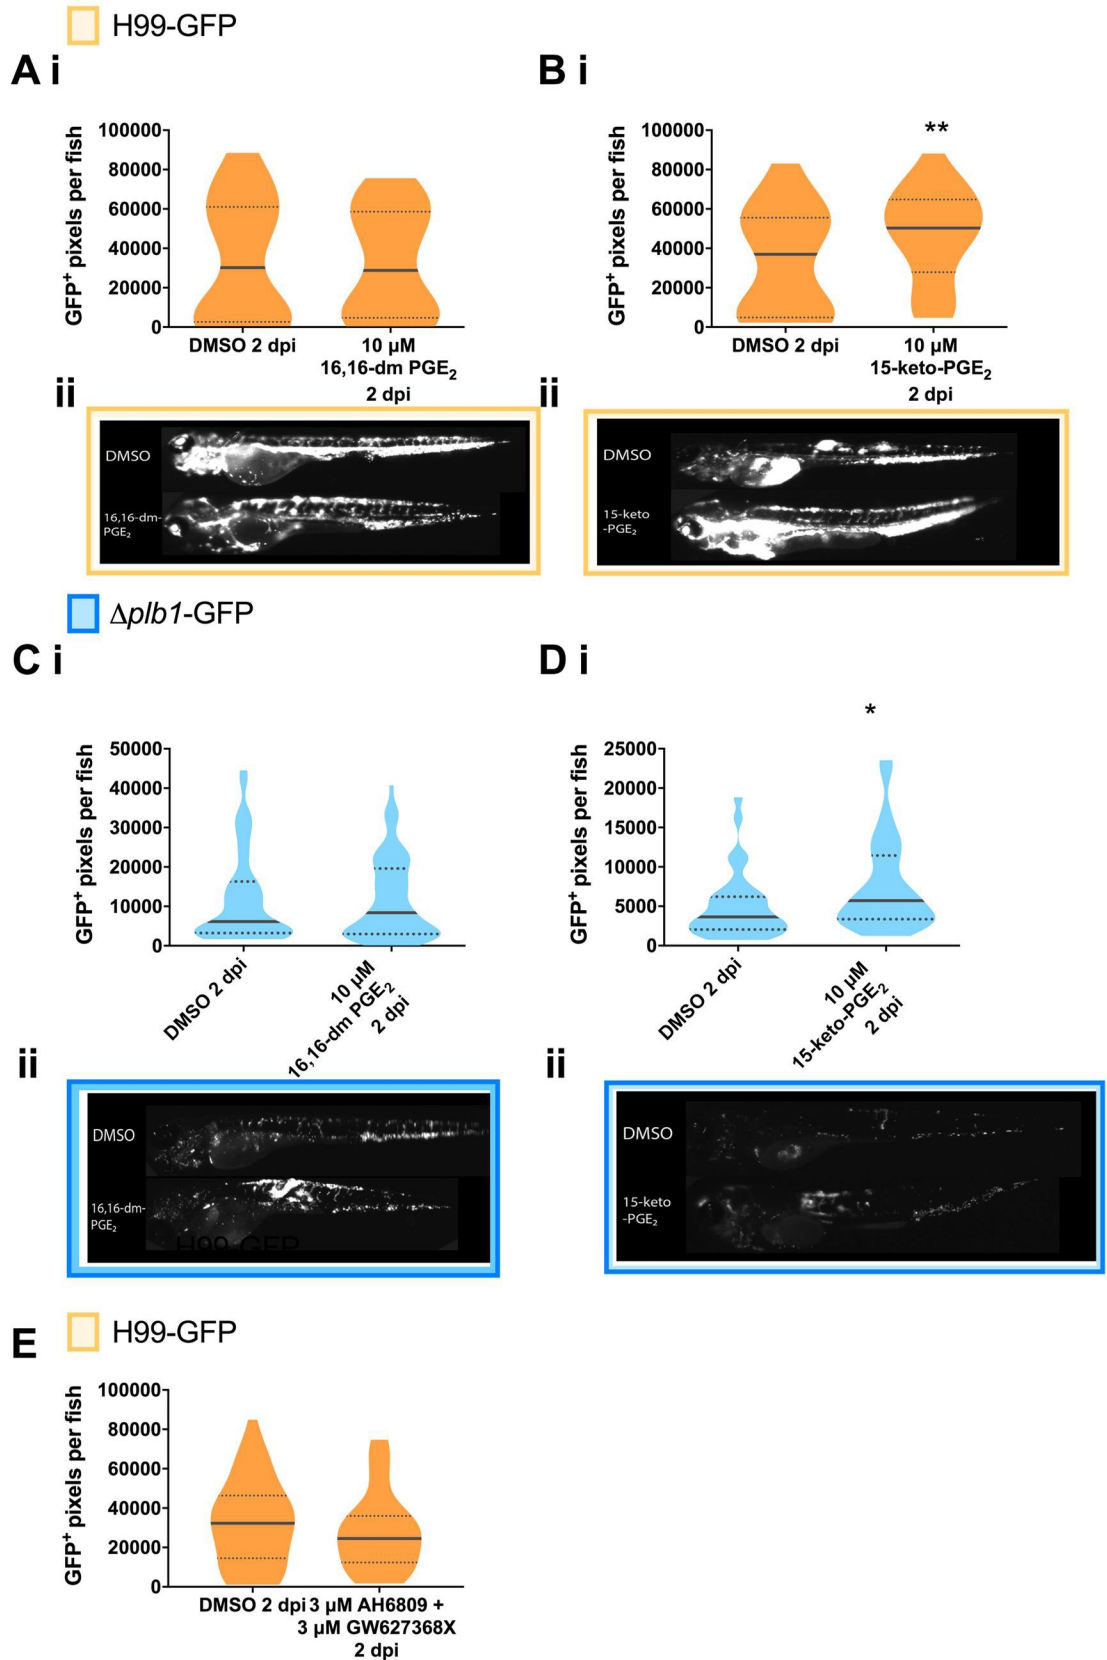 H99-GFP
A i
GFP⁺ pixels per fish
100000
80000
60000
40000
20000
0
DMSO 2 dpi
10 µM
16,16-dm PGE₂
2 dpi
B i
GFP⁺ pixels per fish
100000
80000
60000
40000
20000
0
**
DMSO 2 dpi
10 µM
15-keto-PGE₂
2 dpi
ii
DMSO
16,16-dm-
PGE₂
ii
DMSO
15-keto
-PGE₂
Δplb1-GFP
C i
GFP⁺ pixels per fish
50000
40000
30000
20000
10000
0
DMSO 2 dpi
10 µM
16,16-dm PGE₂
2 dpi
D i
*
GFP⁺ pixels per fish
25000
20000
15000
10000
5000
0
DMSO 2 dpi
10 µM
15-keto-PGE₂
2 dpi
ii
DMSO
16,16-dm-
PGE₂
H99-GFP
ii
DMSO
15-keto
-PGE₂
E
H99-GFP
GFP⁺ pixels per fish
100000
80000
60000
40000
20000
0
DMSO 2 dpi
3 µM AH6809 +
3 µM GW627368X
2 dpi